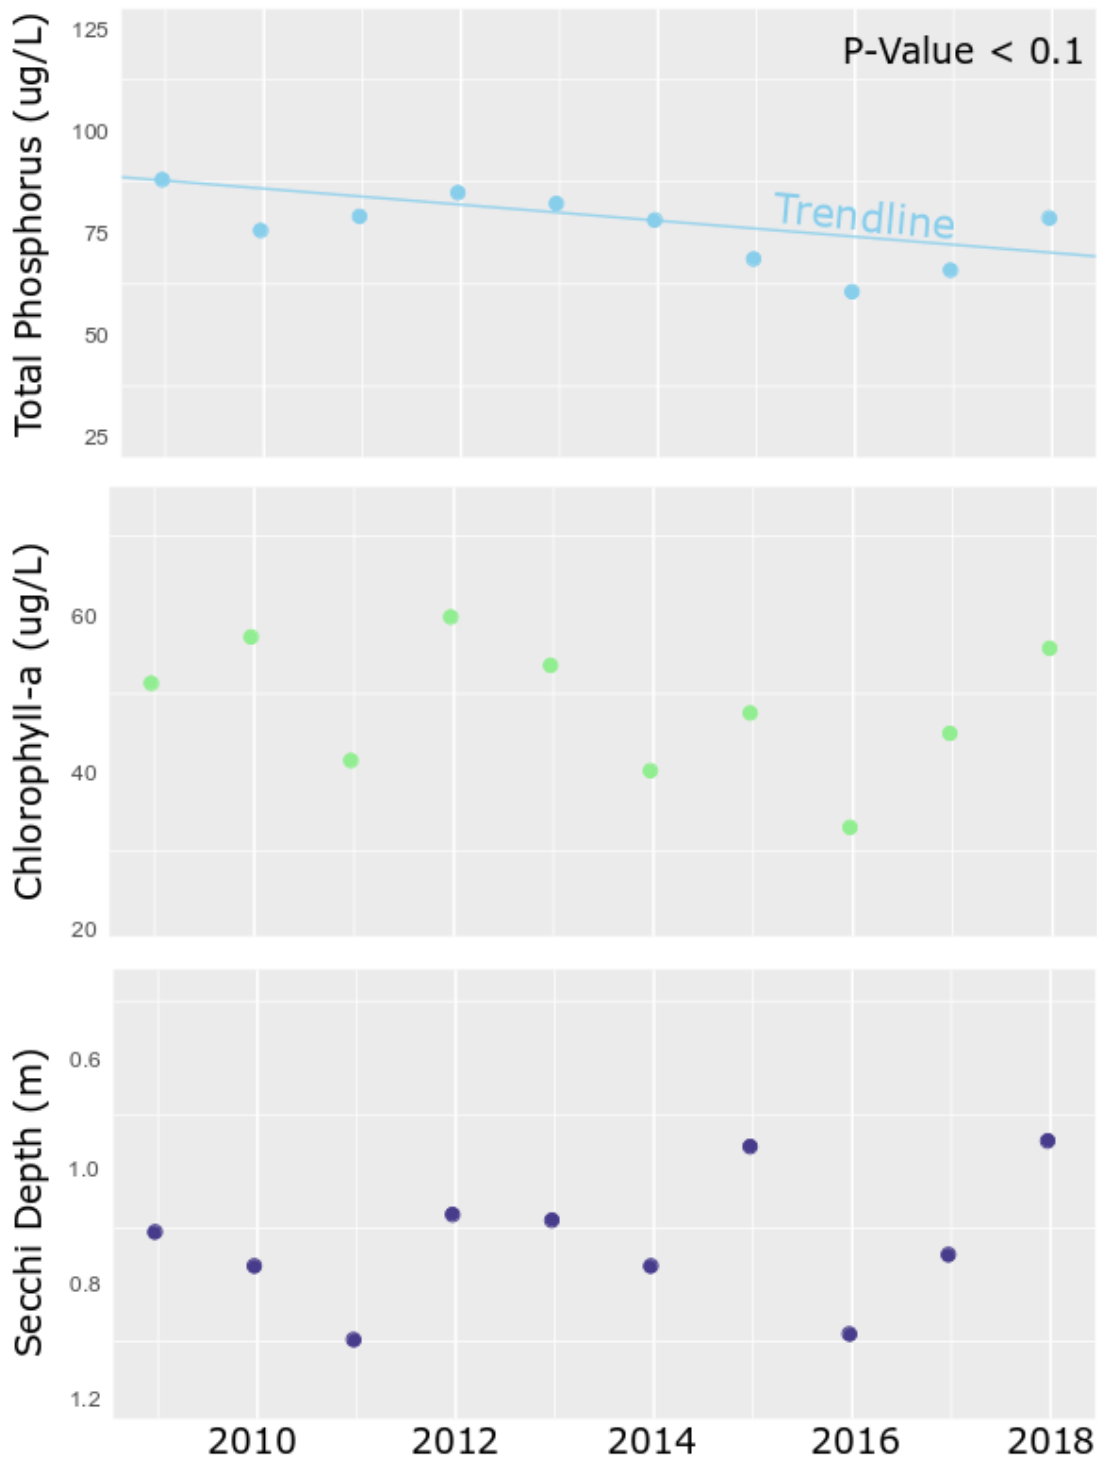 Total Phosphorus (ug/L)
125
100
75
50
25
P-Value < 0.1
Trendline
Chlorophyll-a (ug/L)
60
40
20
Secchi Depth (m)
0.6
1.0
0.8
1.2
2010 2012 2014 2016 2018